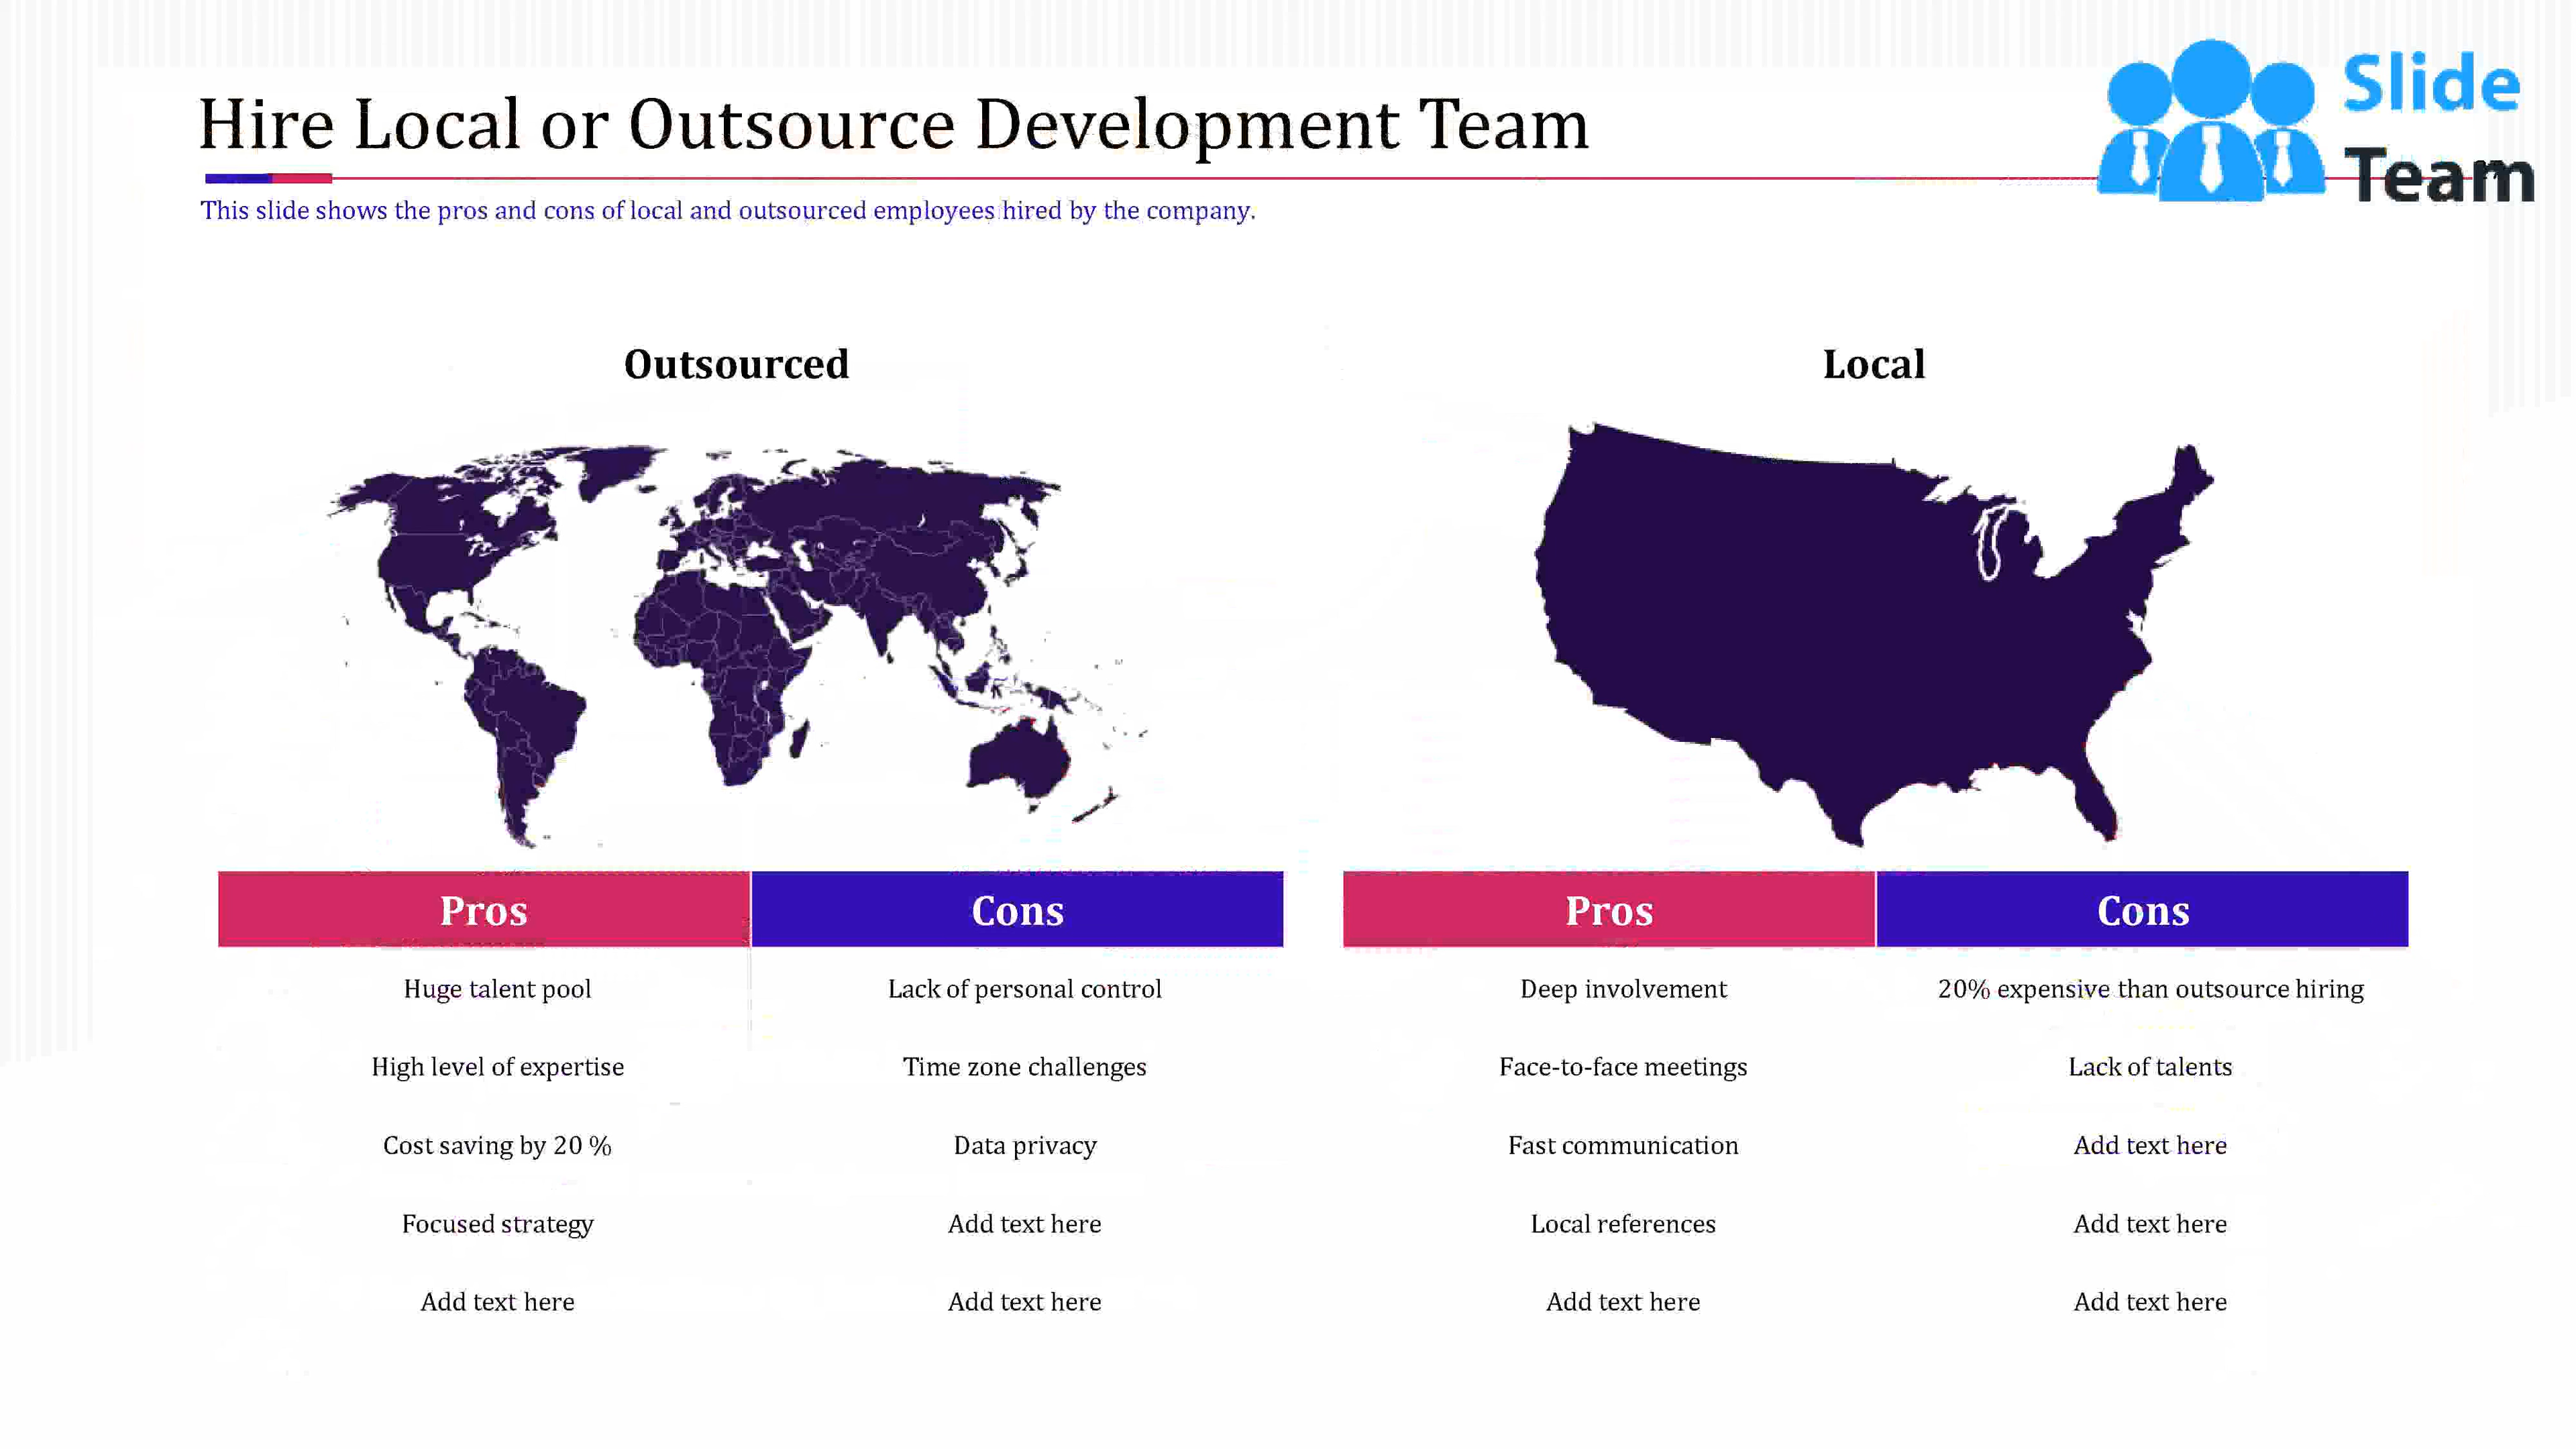 Hire Local or Outsource Development Team
Slide
Team
This slide shows the pros and cons of local and outsourced employees hired by the company.
Outsourced
Local
Pros
Cons
Pros
Cons
Huge talent pool
Lack of personal control
Deep involvement
20% expensive than outsource hiring
High level of expertise
Time zone challenges
Face-to-face meetings
Lack of talents
Cost saving by 20 %
Data privacy
Fast communication
Add text here
Focused strategy
Add text here
Local references
Add text here
Add text here
Add text here
Add text here
Add text here